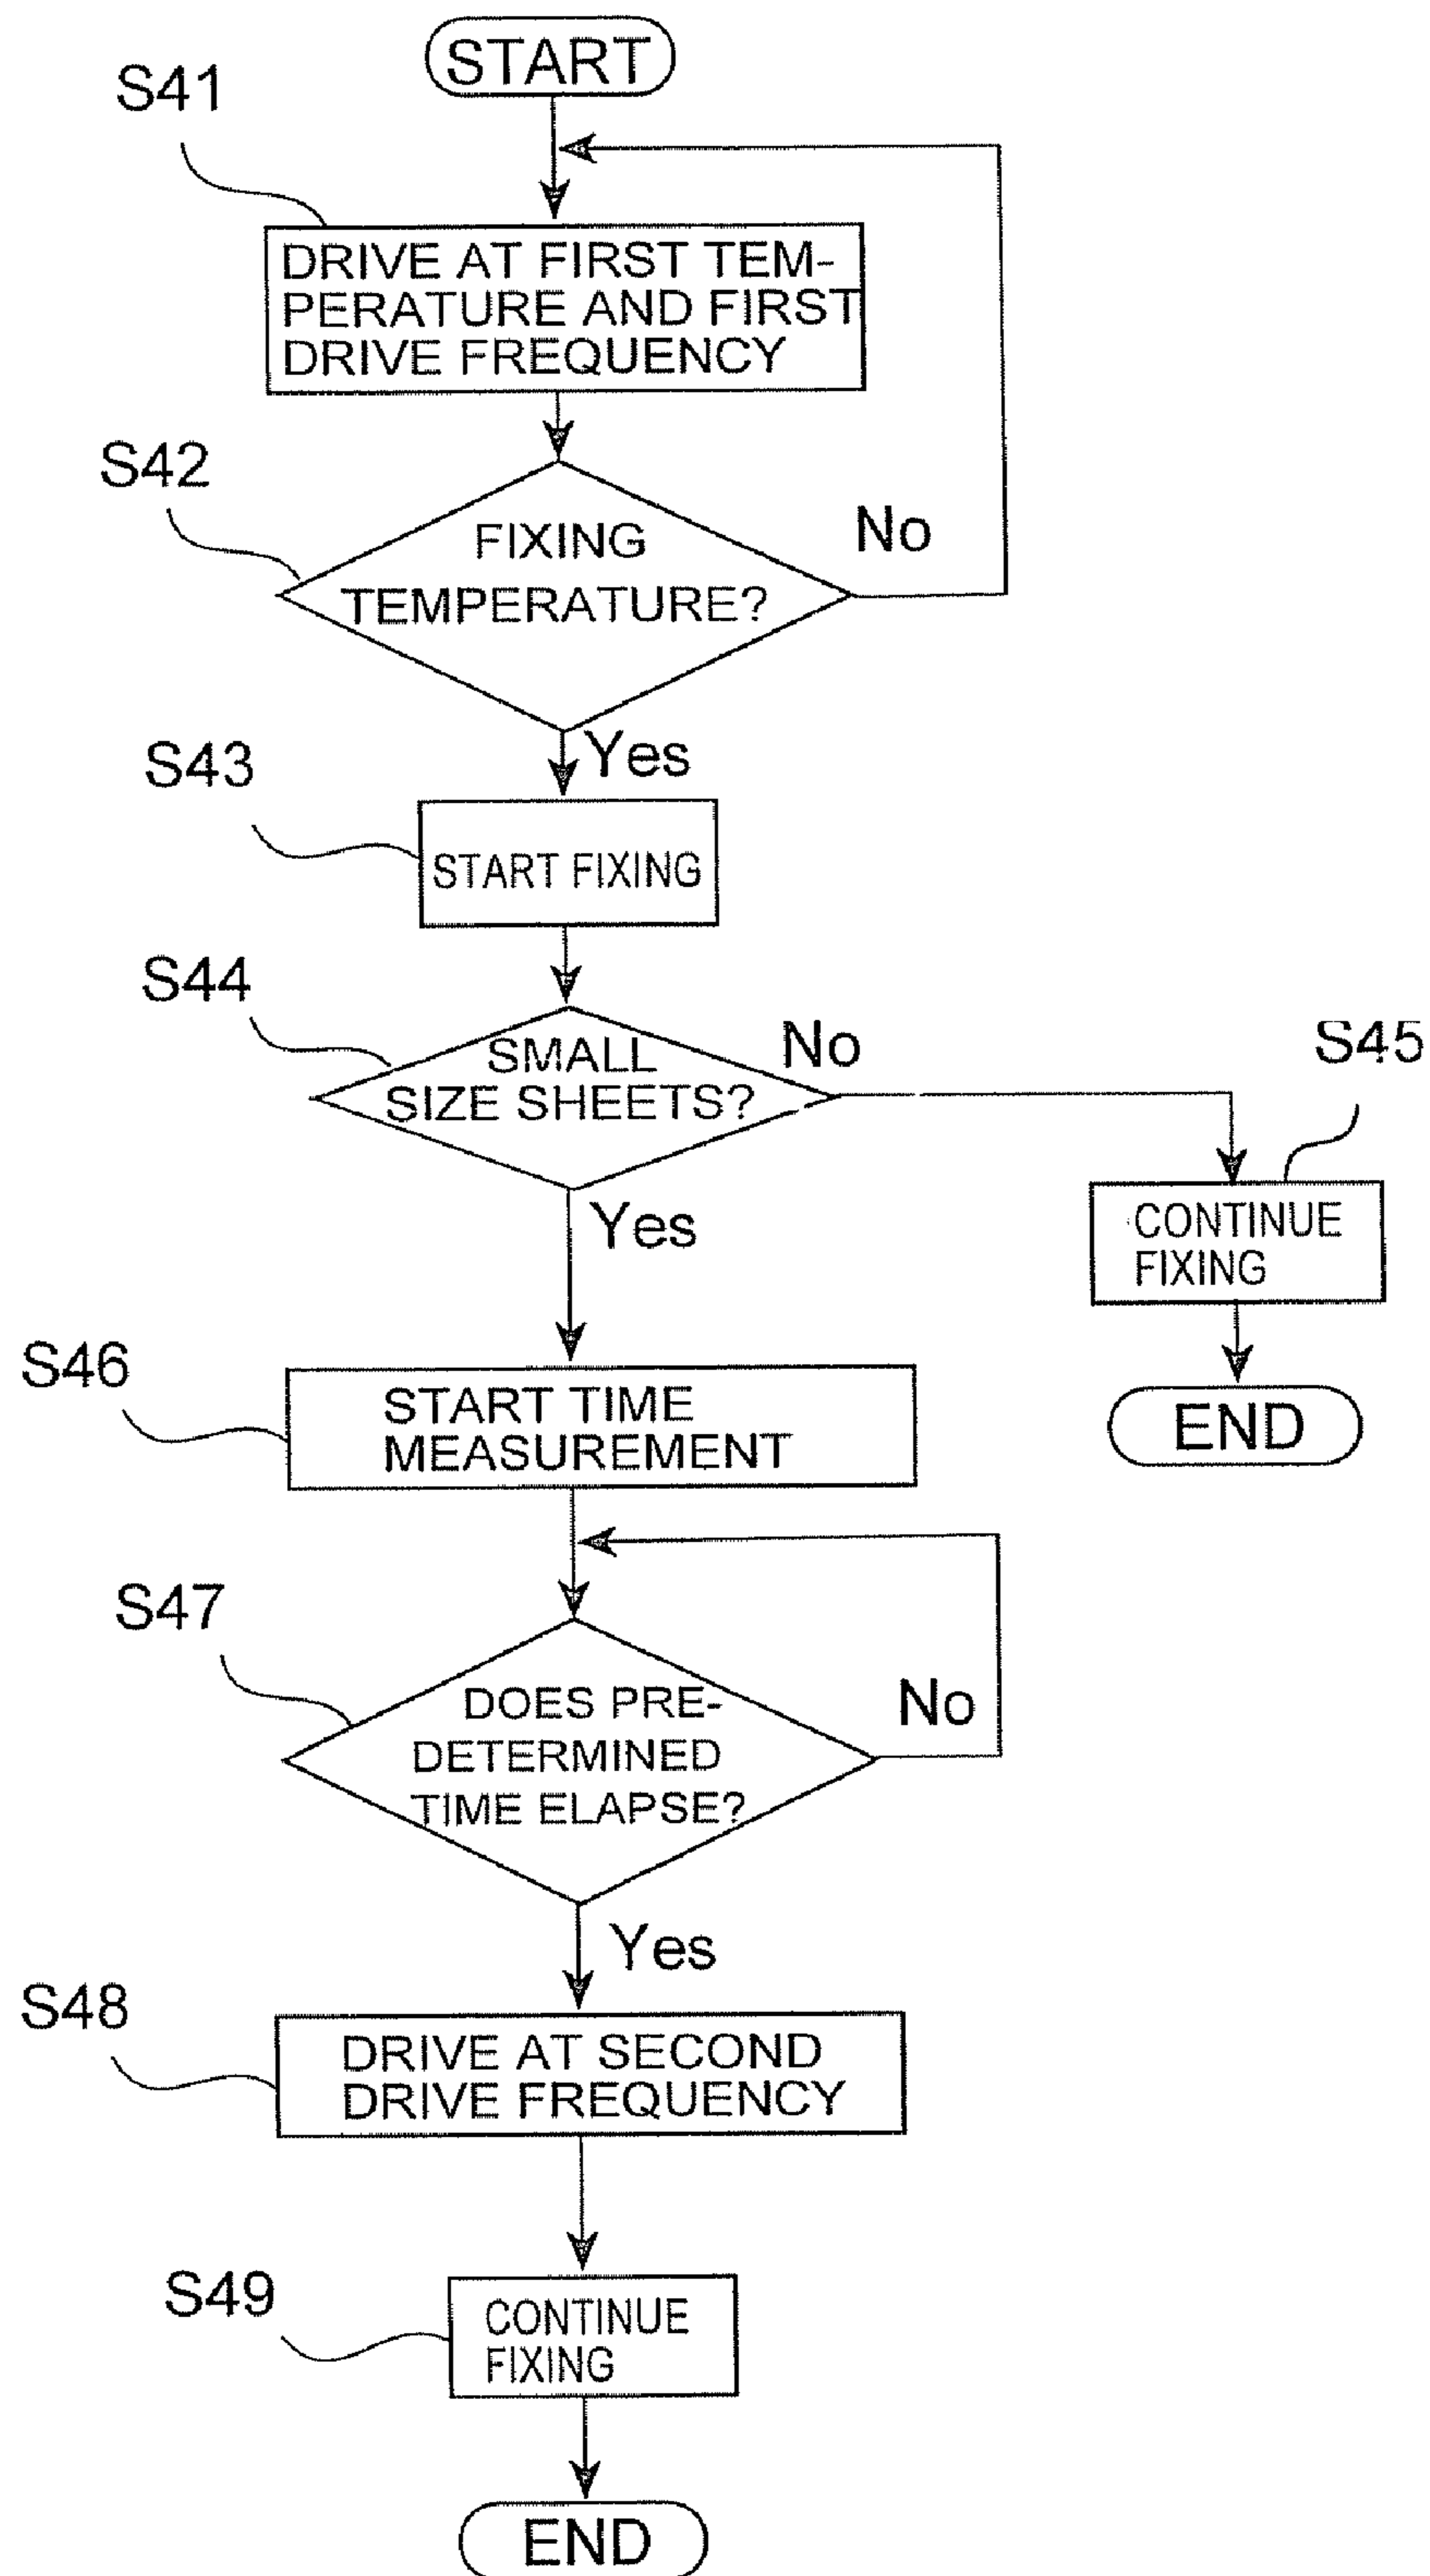 START
S41
DRIVE AT FIRST TEM-
PERATURE AND FIRST
DRIVE FREQUENCY
S42
FIXING
TEMPERATURE?
No
Yes
S43
START FIXING
S44
SMALL
SIZE SHEETS?
No
S45
CONTINUE
FIXING
END
Yes
S46
START TIME
MEASUREMENT
S47
DOES PRE-
DETERMINED
TIME ELAPSE?
No
Yes
S48
DRIVE AT SECOND
DRIVE FREQUENCY
S49
CONTINUE
FIXING
END